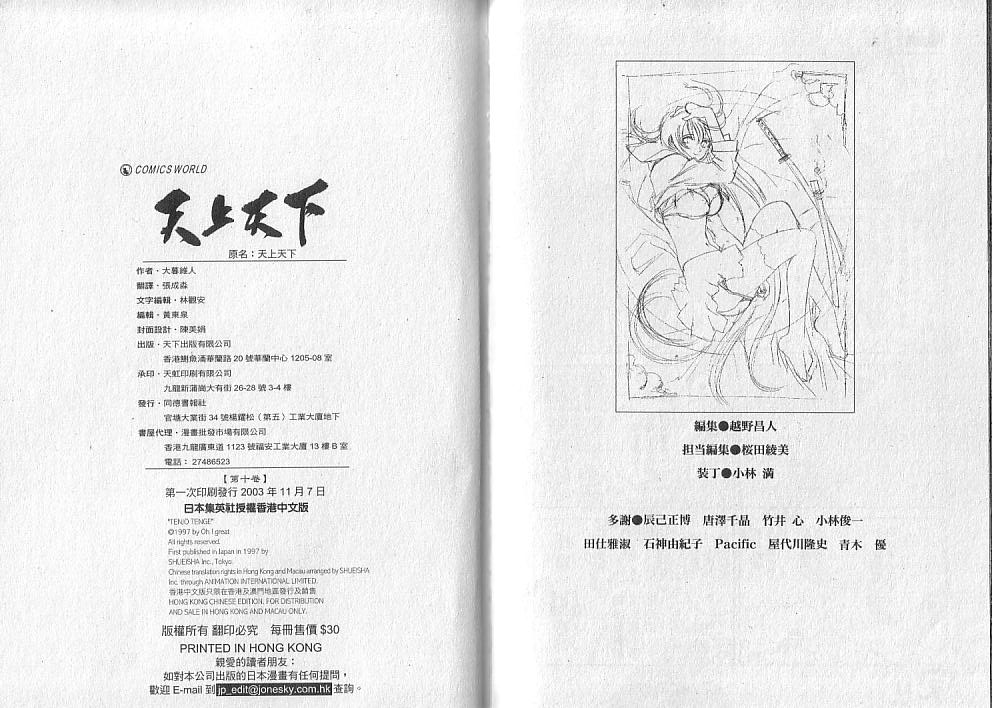 COMICS WORLD
天上天下
原名：天上天下
作者・大暮維人
翻譯・張成淼
文字編輯・林觀安
編輯・黃東泉
封面設計・陳美娟
出版・天下出版有限公司
香港鰂魚涌華蘭路 20 號華蘭中心 1205-08 室
承印・天虹印刷有限公司
九龍新蒲崗大有街 26-28 號 3-4 樓
發行・同德書報社
官塘大業街 34 號楊耀松（第五）工業大廈地下
書屋代理・漫畫批發市場有限公司
香港九龍廣東道 1123 號福安工業大廈 13 樓 B 室
電話： 27486523
【第十卷】
第一次印刷發行 2003 年 11 月 7 日
日本集英社授權香港中文版
"TENJO TENGE"
©1997 by Oh ! great
All rights reserved.
First published in Japan in 1997 by
SHUEISHA Inc., Tokyo.
Chinese translation rights in Hong Kong and Macau arranged by SHUEISHA
Inc. through ANIMATION INTERNATIONAL LIMITED.
香港中文版只限在香港及澳門地區發行及銷售
HONG KONG CHINESE EDITION, FOR DISTRIBUTION
AND SALE IN HONG KONG AND MACAU ONLY.
版權所有 翻印必究 每冊售價 $30
PRINTED IN HONG KONG
親愛的讀者朋友：
如對本公司出版的日本漫畫有任何提問，
歡迎 E-mail 到 jp_edit@jonesky.com.hk 查詢。
編集●越野昌人
担当編集●桜田綾美
装丁●小林 満
多謝●辰己正博 唐澤千晶 竹井 心 小林俊一
田仕雅淑 石神由紀子 Pacific 屋代川隆史 青木 優